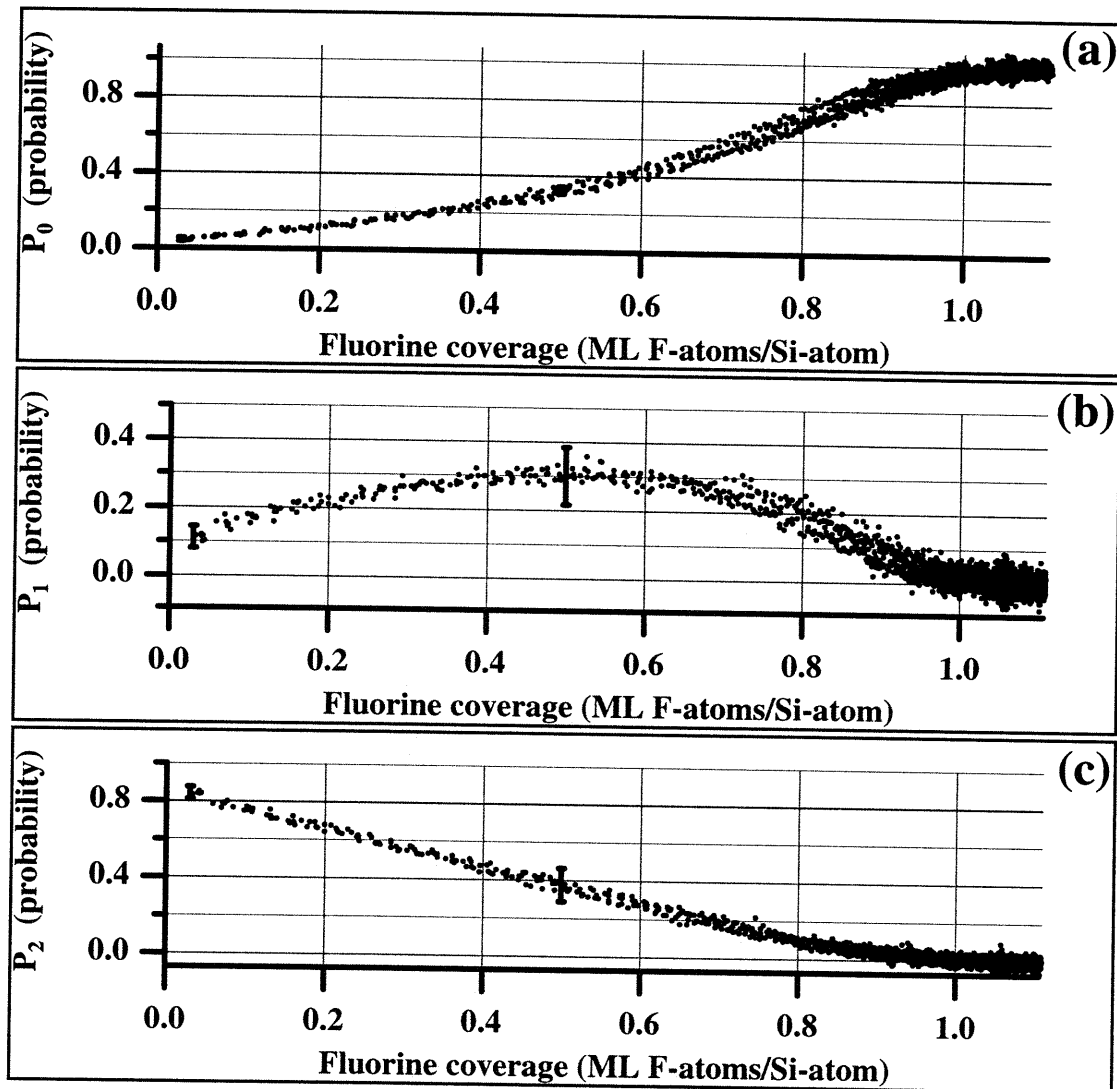 (a)
P0 (probability)
0.8
0.4
0.0
0.0 0.2 0.4 0.6 0.8 1.0
Fluorine coverage (ML F-atoms/Si-atom)
(b)
P1 (probability)
0.4
0.2
0.0
0.0 0.2 0.4 0.6 0.8 1.0
Fluorine coverage (ML F-atoms/Si-atom)
(c)
P2 (probability)
0.8
0.4
0.0
0.0 0.2 0.4 0.6 0.8 1.0
Fluorine coverage (ML F-atoms/Si-atom)